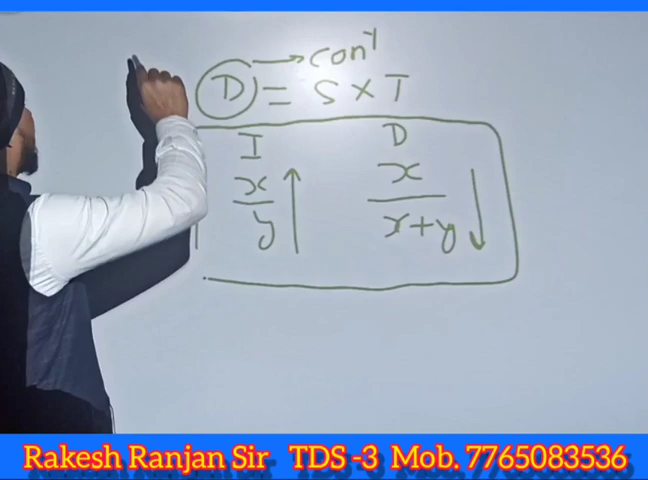 D → Con^y
D = S × T
I D
x/y ↑ x/x+y ↓
Rakesh Ranjan Sir TDS -3 Mob. 7765083536